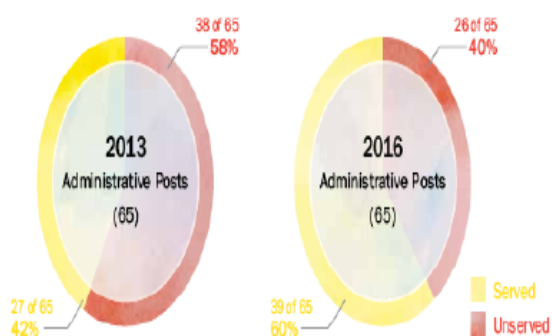 38 of 65
58%
2013
Administrative Posts
(65)
27 of 65
42%
26 of 65
40%
2016
Administrative Posts
(65)
39 of 65
60%
Served
Unserved